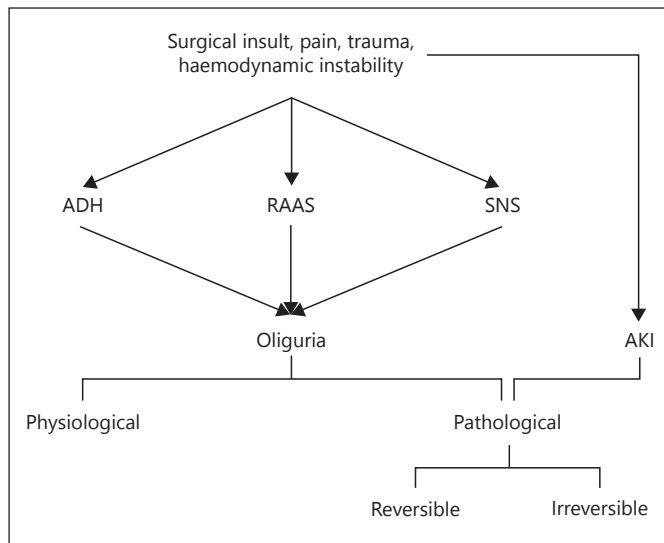 Surgical insult, pain, trauma,
haemodynamic instability
ADH
RAAS
SNS
Oliguria
AKI
Physiological
Pathological
Reversible
Irreversible